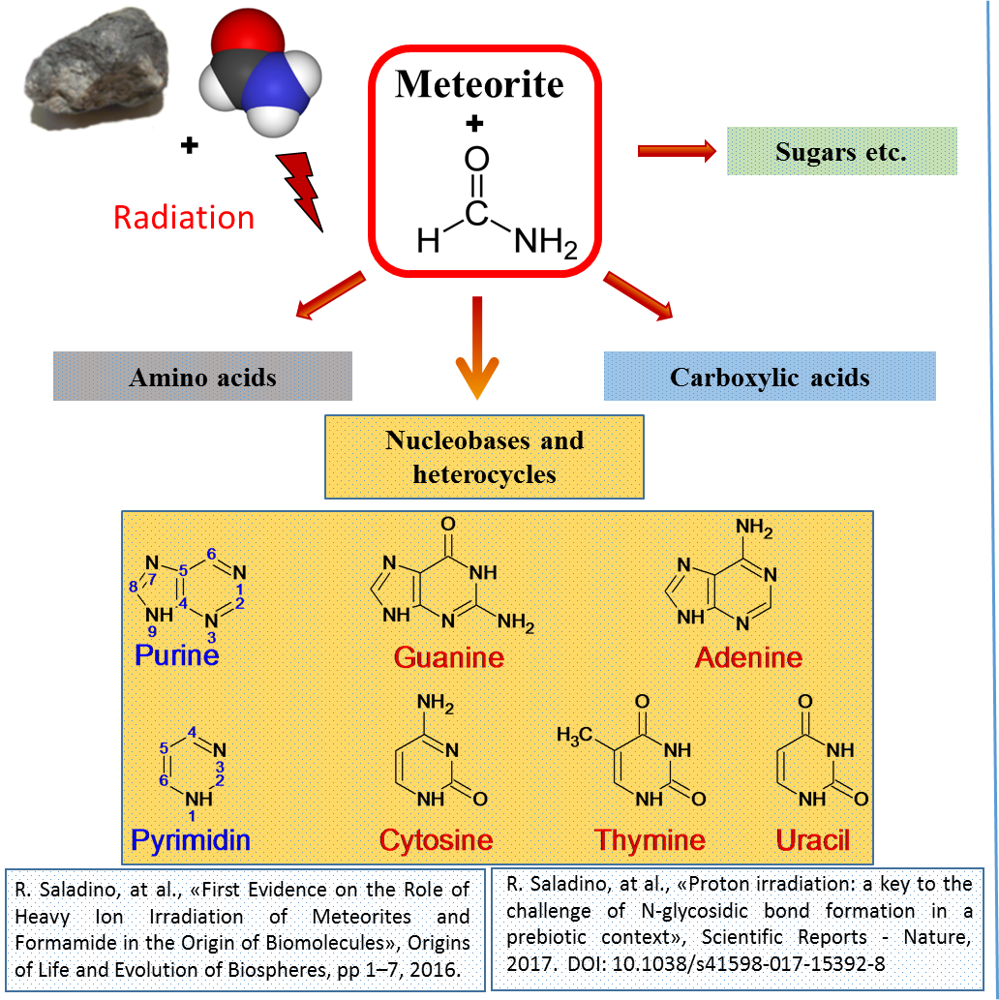 Meteorite
+
+
O
H C NH2
Radiation
Sugars etc.
Amino acids
Carboxylic acids
Nucleobases and
heterocycles
6
N 5 N
7
8 1
4 2
NH N
9 3
Purine
O
N NH
NH N NH2
Guanine
NH2
N N
NH N
Adenine
4
5 N
3
6 2
NH
1
Pyrimidin
NH2
N
NH O
Cytosine
O
H3C NH
NH O
Thymine
O
NH
NH O
Uracil
R. Saladino, at al., «First Evidence on the Role of
Heavy Ion Irradiation of Meteorites and
Formamide in the Origin of Biomolecules», Origins
of Life and Evolution of Biospheres, pp 1–7, 2016.
R. Saladino, at al., «Proton irradiation: a key to the
challenge of N-glycosidic bond formation in a
prebiotic context», Scientific Reports - Nature,
2017. DOI: 10.1038/s41598-017-15392-8